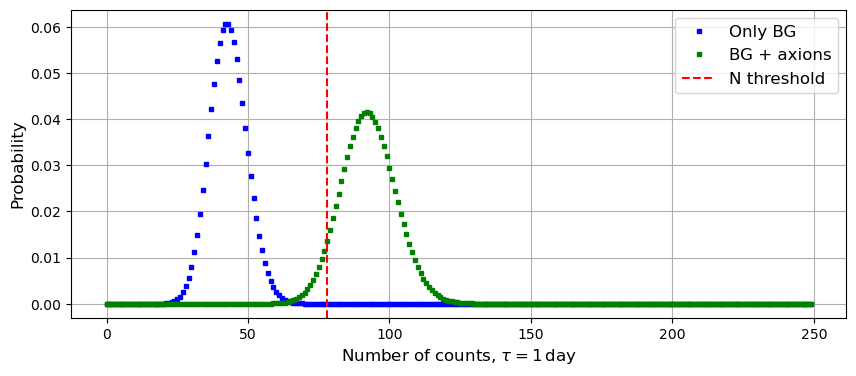 0.06
0.05
0.04
0.03
0.02
0.01
0.00
Probability
Only BG
BG + axions
N threshold
0 50 100 150 200 250
Number of counts, τ = 1 day